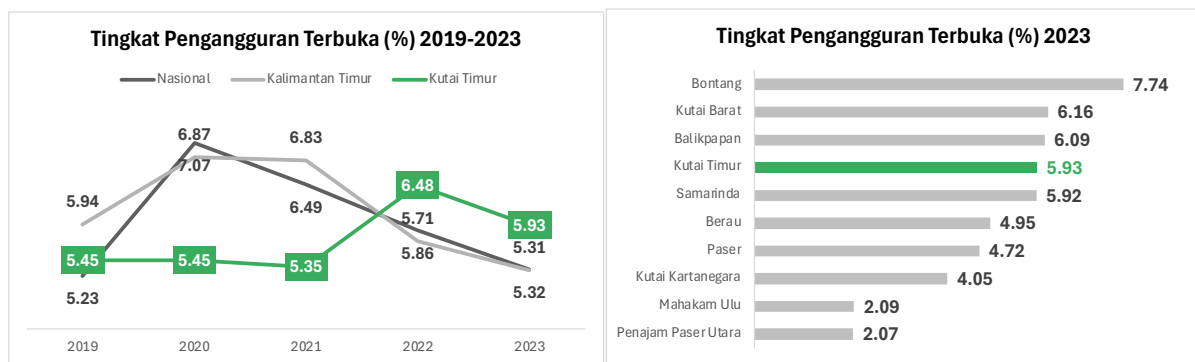 Tingkat Pengangguran Terbuka (%) 2019-2023
Nasional Kalimantan Timur Kutai Timur
6.87
6.83
7.07
5.94
6.48
6.49
5.71
5.93
5.45 5.45 5.35
5.86
5.31
5.23
5.32
2019 2020 2021 2022 2023
Tingkat Pengangguran Terbuka (%) 2023
Bontang 7.74
Kutai Barat 6.16
Balikpapan 6.09
Kutai Timur 5.93
Samarinda 5.92
Berau 4.95
Paser 4.72
Kutai Kartanegara 4.05
Mahakam Ulu 2.09
Penajam Paser Utara 2.07